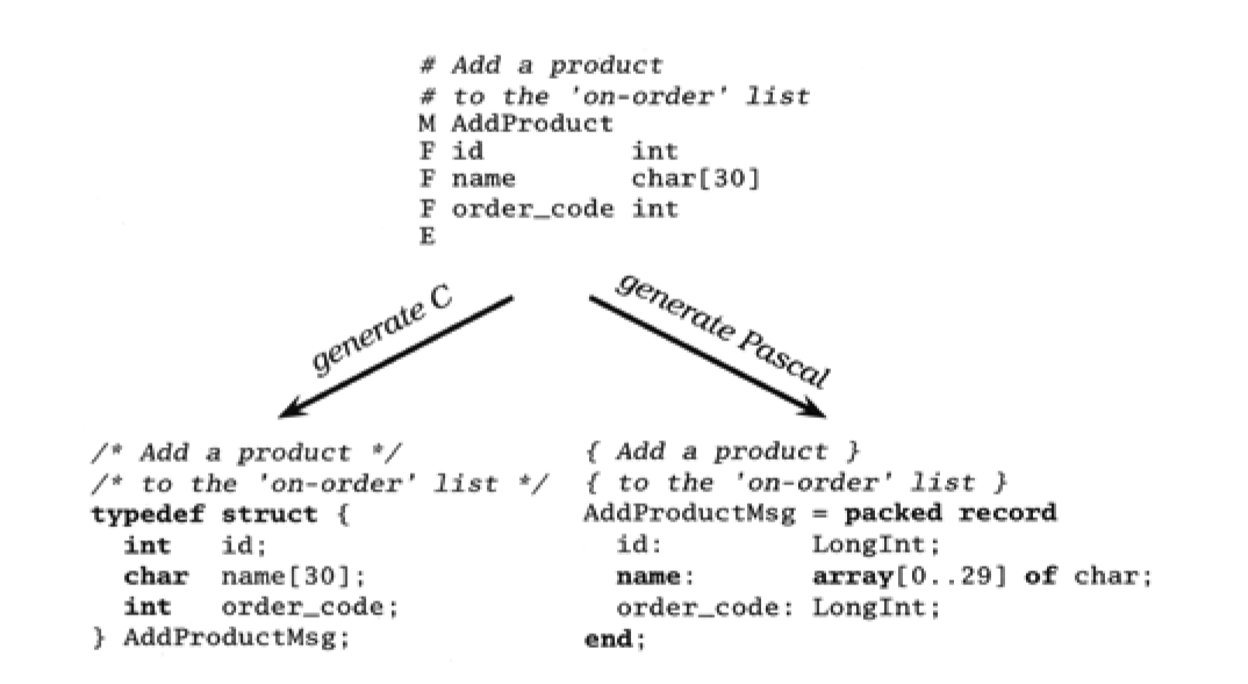 # Add a product
# to the 'on-order' list
M AddProduct
F id         int
F name       char[30]
F order_code int
E
generate C
generate Pascal
/* Add a product */
/* to the 'on-order' list */
typedef struct {
  int   id;
  char  name[30];
  int   order_code;
} AddProductMsg;
{ Add a product }
{ to the 'on-order' list }
AddProductMsg = packed record
  id:         LongInt;
  name:       array[0..29] of char;
  order_code: LongInt;
end;